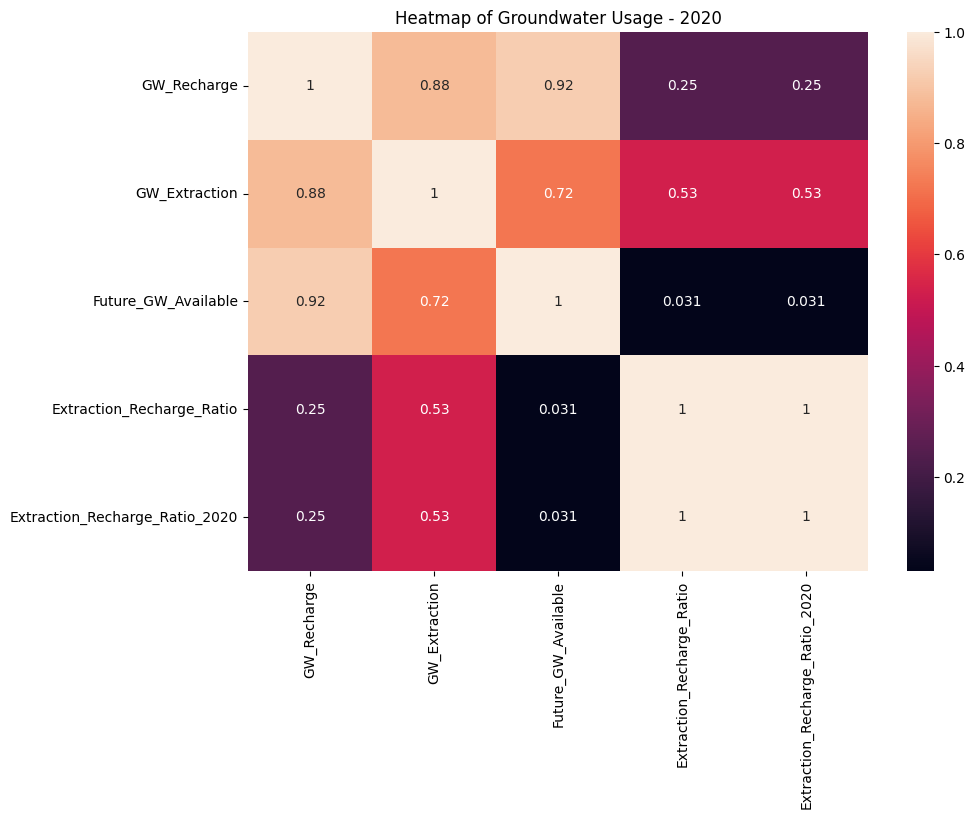 Heatmap of Groundwater Usage - 2020
GW_Recharge 1 0.88 0.92 0.25 0.25
GW_Extraction 0.88 1 0.72 0.53 0.53
Future_GW_Available 0.92 0.72 1 0.031 0.031
Extraction_Recharge_Ratio 0.25 0.53 0.031 1 1
Extraction_Recharge_Ratio_2020 0.25 0.53 0.031 1 1
GW_Recharge
GW_Extraction
Future_GW_Available
Extraction_Recharge_Ratio
Extraction_Recharge_Ratio_2020
1.0
0.8
0.6
0.4
0.2